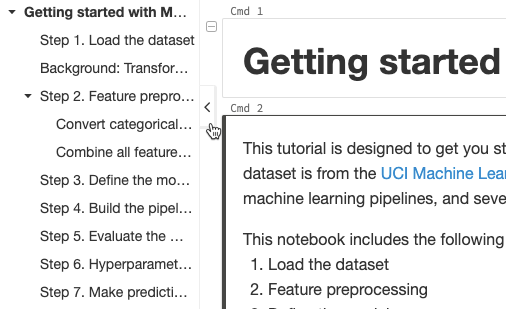 Getting started with M...
Step 1. Load the dataset
Background: Transfor...
Step 2. Feature prepro...
Convert categorical...
Combine all feature...
Step 3. Define the mo...
Step 4. Build the pipel...
Step 5. Evaluate the ...
Step 6. Hyperparamet...
Step 7. Make predicti...
Cmd 1
Getting started
Cmd 2
This tutorial is designed to get you st
dataset is from the UCI Machine Lear
machine learning pipelines, and seve
This notebook includes the following
1. Load the dataset
2. Feature preprocessing